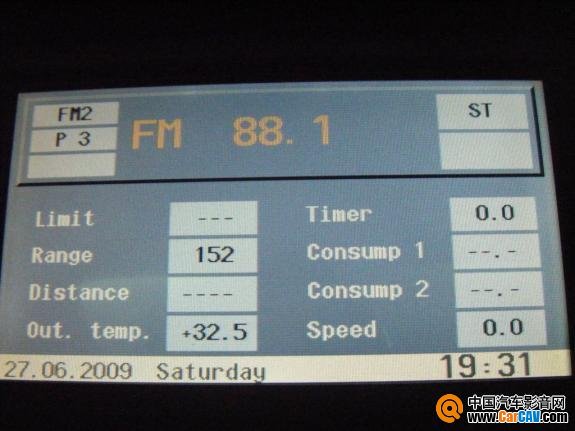 FM2
P 3
FM 88.1
ST
Limit ---
Range 152
Distance ----
Out. temp. +32.5
Timer 0.0
Consump 1 --.-
Consump 2 --.-
Speed 0.0
27.06.2009 Saturday 19:31
中国汽车影音网
www.CarCAV.com